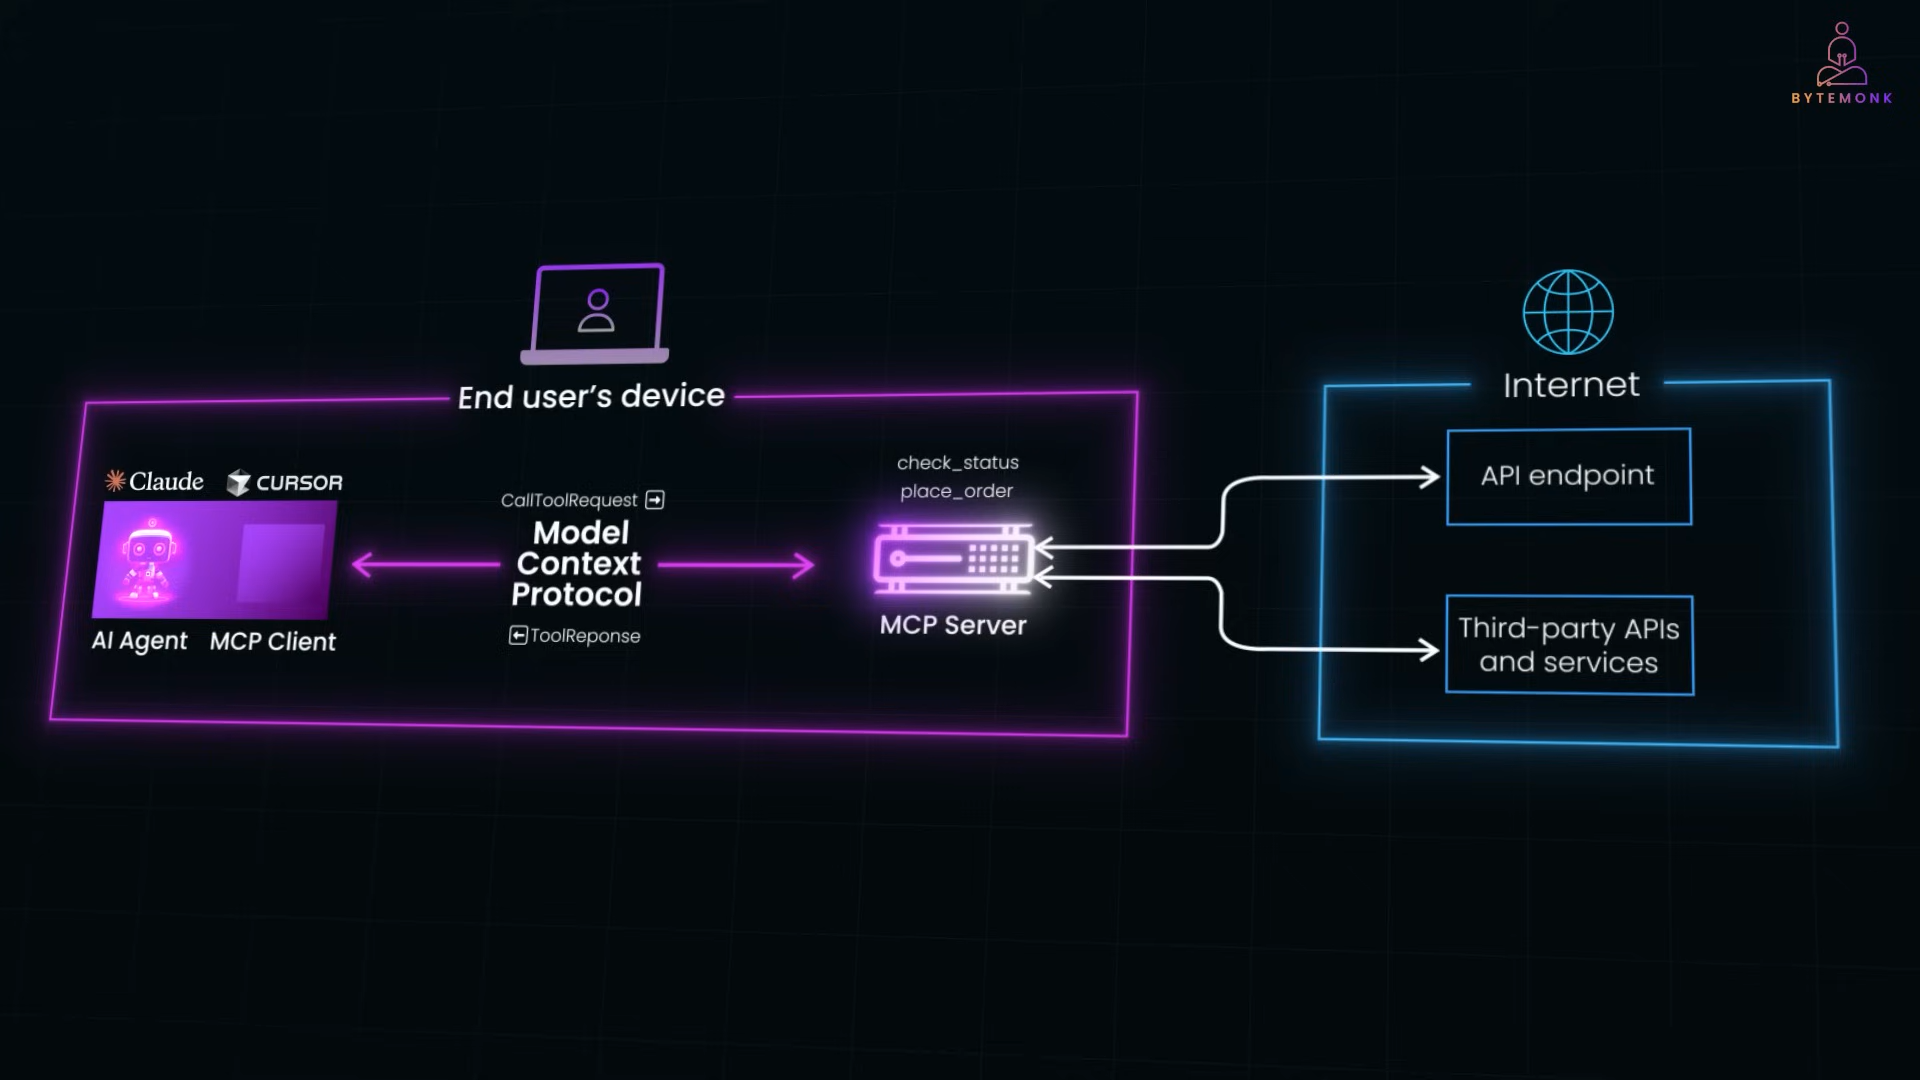 BYTEMONK
End user's device
Internet
Claude
CURSOR
AI Agent
MCP Client
CallToolRequest
Model
Context
Protocol
ToolReponse
check_status
place_order
MCP Server
API endpoint
Third-party APIs
and services